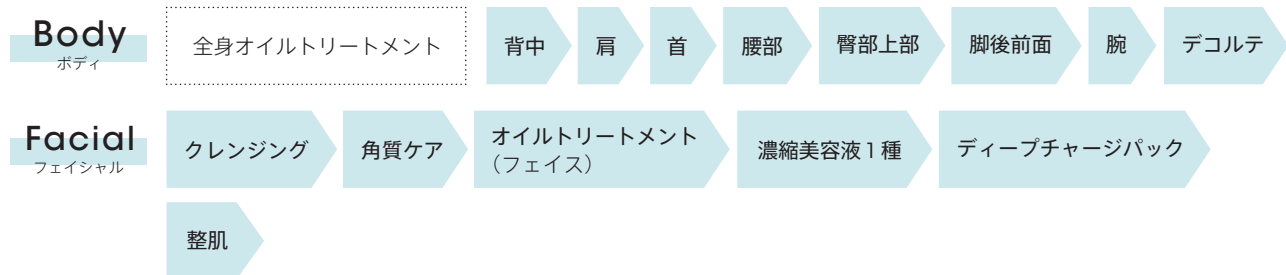 Body
ボディ
全身オイルトリートメント
背中
肩
首
腰部
臀部上部
脚後前面
腕
デコルテ
Facial
フェイシャル
クレンジング
角質ケア
オイルトリートメント
（フェイス）
濃縮美容液1種
ディープチャージパック
整肌